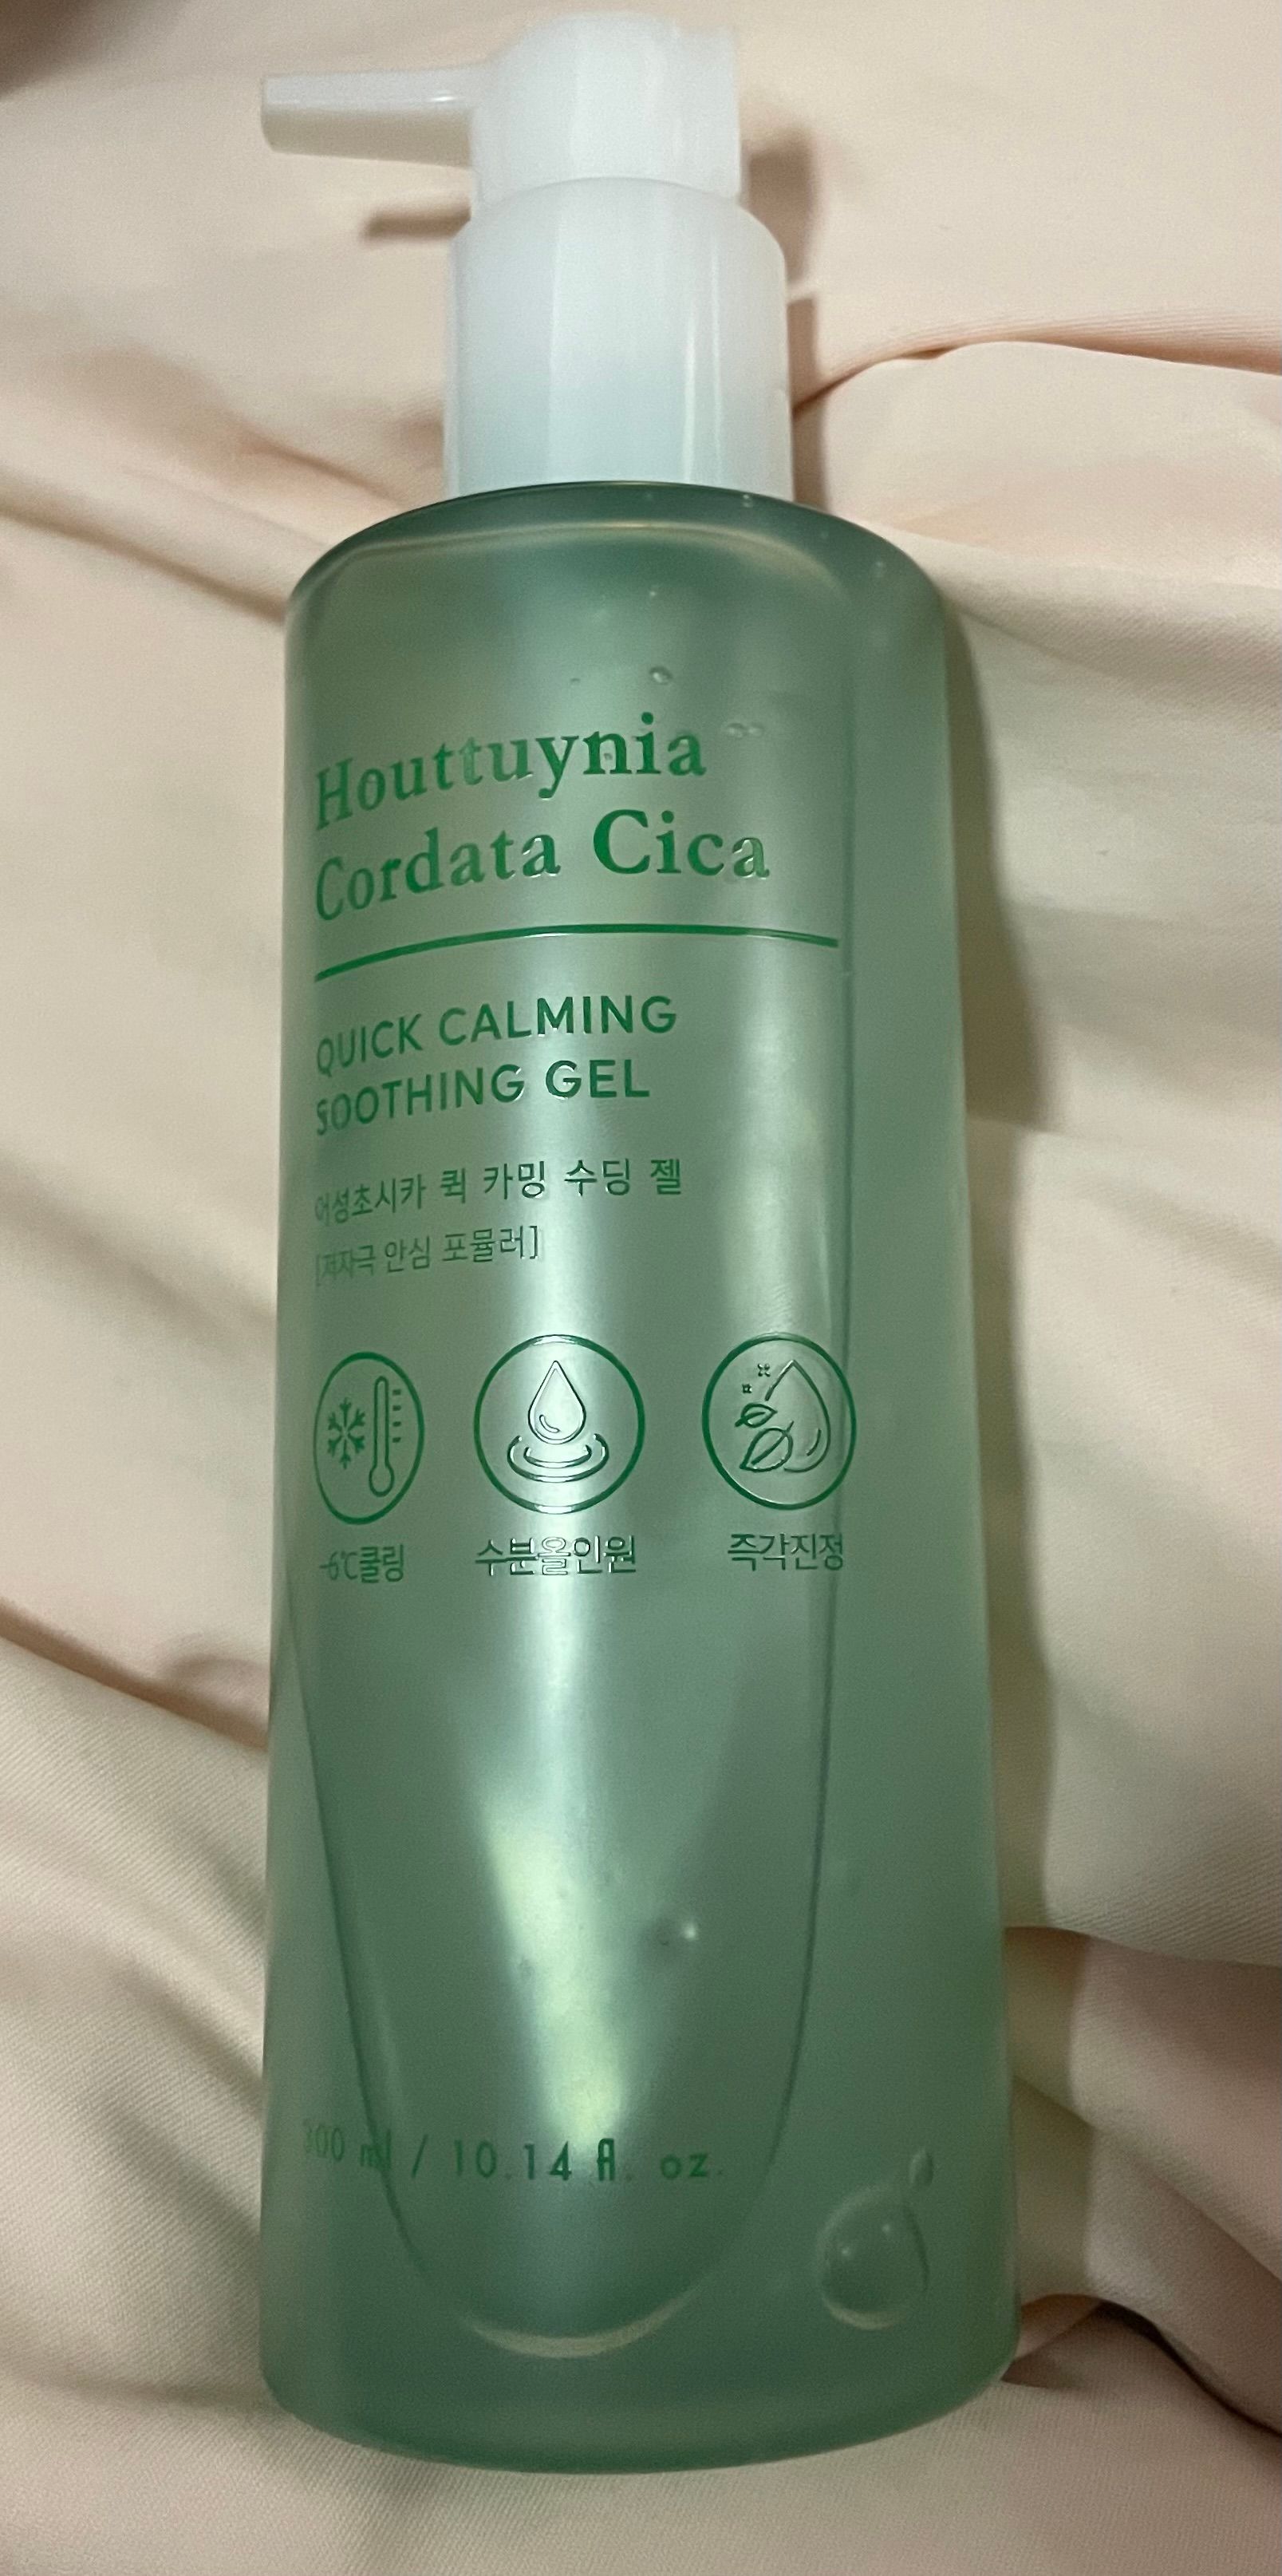 Houttuynia
Cordata Cica
QUICK CALMING
SOOTHING GEL
어성초시카 퀵 카밍 수딩 젤
[저자극 안심 포뮬러]
-6℃쿨링
수분올인원
즉각진정
300 ml / 10.14 fl. oz.